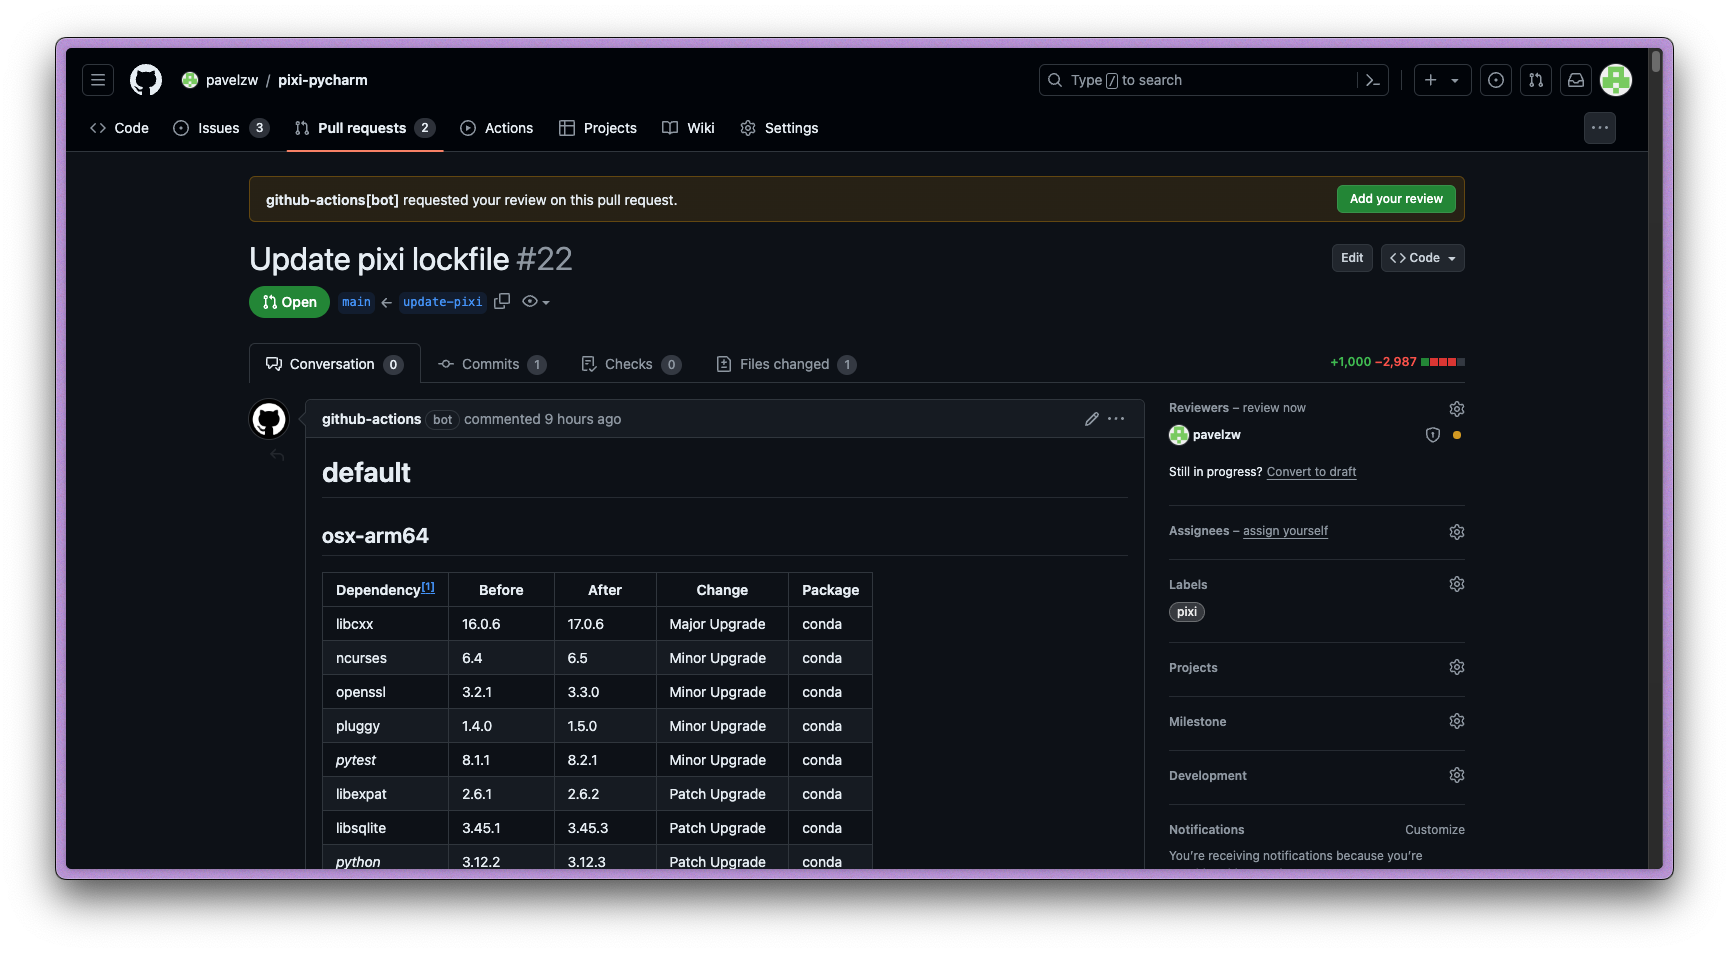 pavelzw / pixi-pycharm
Type / to search
Code
Issues 3
Pull requests 2
Actions
Projects
Wiki
Settings
github-actions[bot] requested your review on this pull request.
Add your review
Update pixi lockfile #22
Edit
Code
Open
main ← update-pixi
Conversation 0
Commits 1
Checks 0
Files changed 1
+1,000 −2,987
github-actions bot commented 9 hours ago
default
osx-arm64
Dependency[1] Before After Change Package
libcxx 16.0.6 17.0.6 Major Upgrade conda
ncurses 6.4 6.5 Minor Upgrade conda
openssl 3.2.1 3.3.0 Minor Upgrade conda
pluggy 1.4.0 1.5.0 Minor Upgrade conda
pytest 8.1.1 8.2.1 Minor Upgrade conda
libexpat 2.6.1 2.6.2 Patch Upgrade conda
libsqlite 3.45.1 3.45.3 Patch Upgrade conda
python 3.12.2 3.12.3 Patch Upgrade conda
Reviewers – review now
pavelzw
Still in progress? Convert to draft
Assignees – assign yourself
Labels
pixi
Projects
Milestone
Development
Notifications Customize
You're receiving notifications because you're